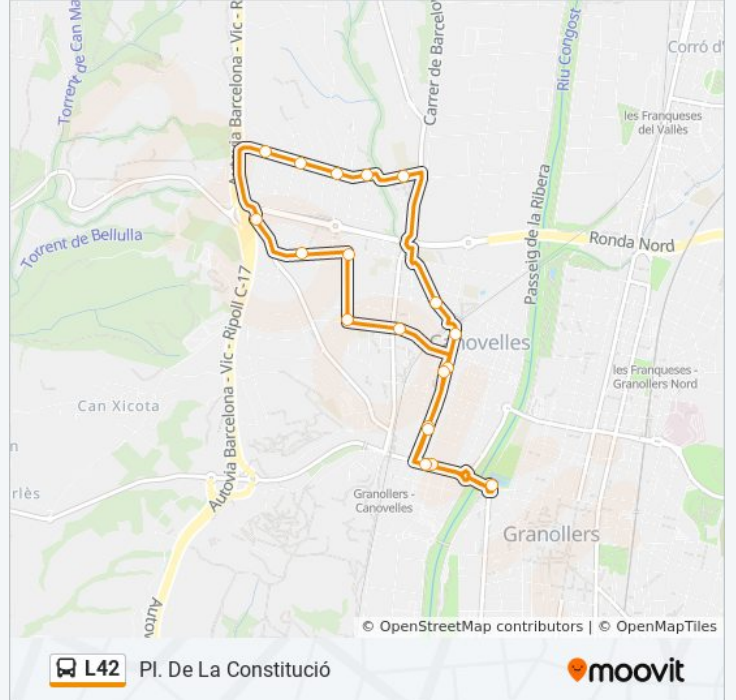 Torrent de Can Ma
Autovia Barcelona - Vic - R
Carrer de Barcelo
Riu Congost
Corró d'
les Franqueses
del Vallès
Passeig de la Ribera
Torrent de Bellulla
Ronda Nord
Autovia Barcelona - Vic - Ripoll C-17
Canovelles
les Franqueses -
Granollers Nord
Can Xicota
n
rlès
Granollers -
Canovelles
Granollers
Autov
© OpenStreetMap contributors | © OpenMapTiles
L42 Pl. De La Constitució
moovit